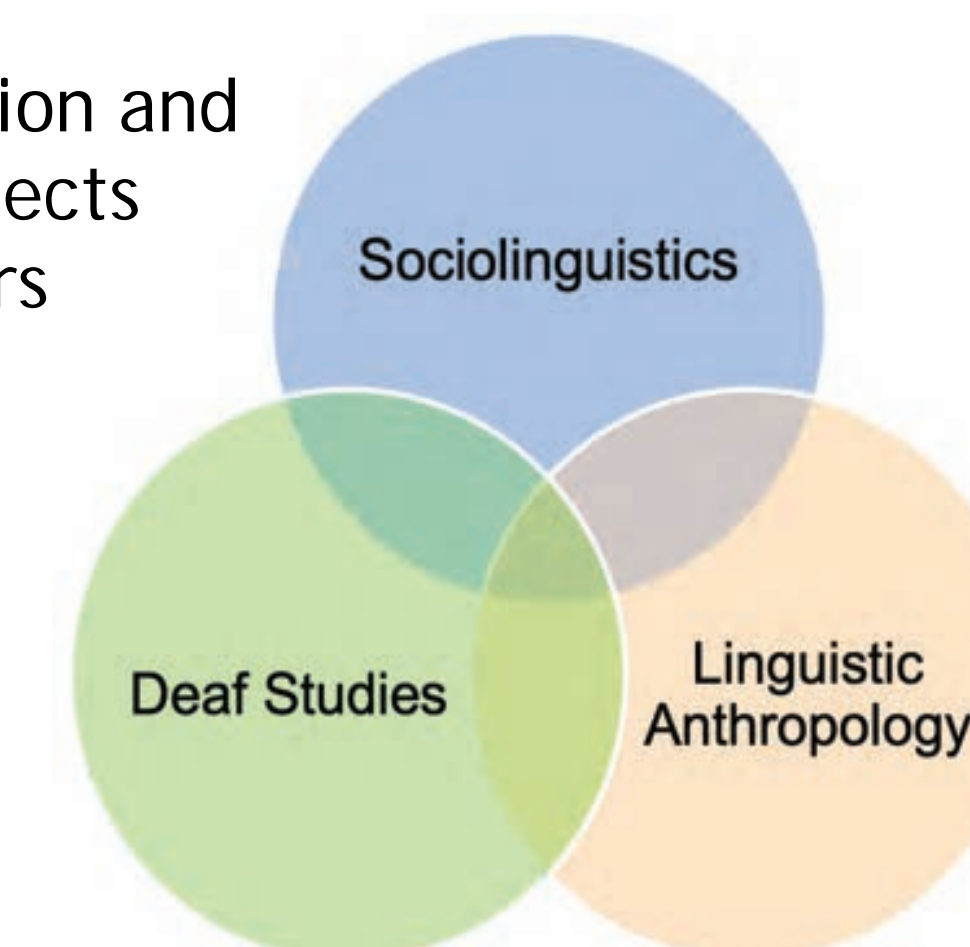 ion and
ects
rs
Sociolinguistics
Deaf Studies
Linguistic
Anthropology